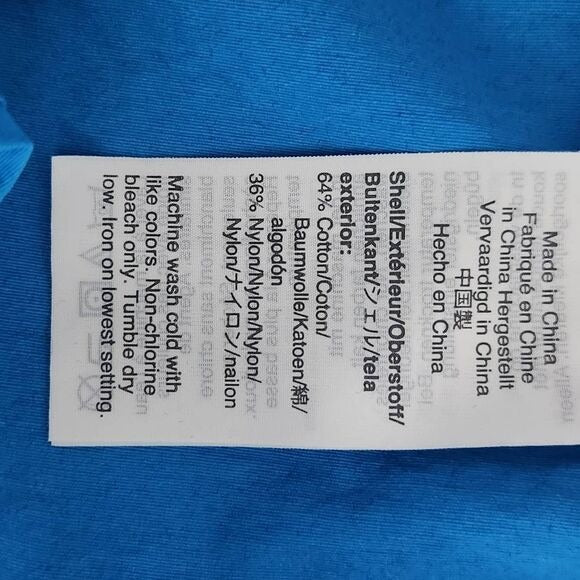 Made in China
Fabriqué en Chine
in China Hergestellt
Vervaardigd in China
中国製
Hecho en China
Shell/Extérieur/Oberstoff/
Buitenkant/シェル/tela
exterior:
64% Cotton/Coton/
Baumwolle/Katoen/綿/
algodón
36% Nylon/Nylon/Nylon/
Nylon/ナイロン/nailon
Machine wash cold with
like colors. Non-chlorine
bleach only. Tumble dry
low. Iron on lowest setting.